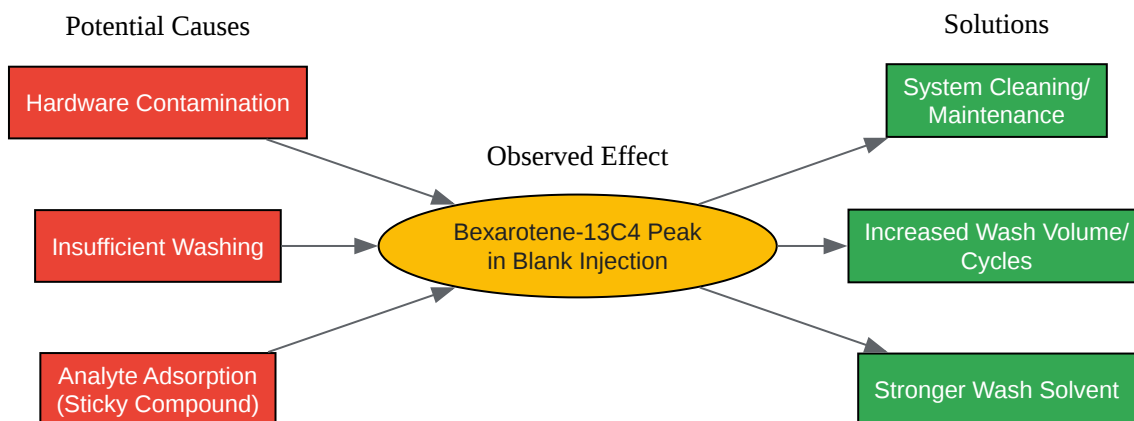 Potential Causes
Solutions
Hardware Contamination
System Cleaning/
Maintenance
Observed Effect
Insufficient Washing
Bexarotene-13C4 Peak
in Blank Injection
Increased Wash Volume/
Cycles
Analyte Adsorption
(Sticky Compound)
Stronger Wash Solvent